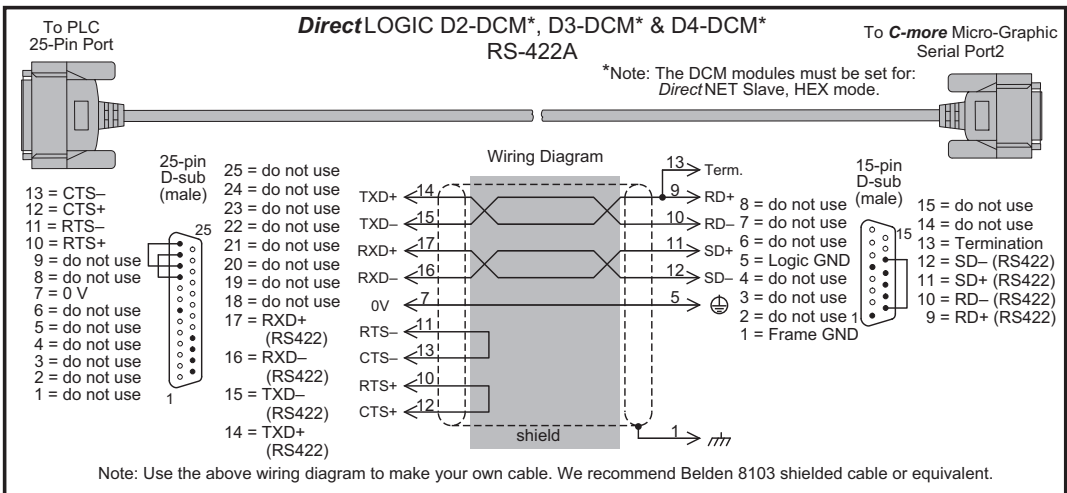 To PLC
25-Pin Port
DirectLOGIC D2-DCM*, D3-DCM* & D4-DCM*
RS-422A
To C-more Micro-Graphic
Serial Port2
*Note: The DCM modules must be set for:
DirectNET Slave, HEX mode.
25-pin
D-sub
(male)
13 = CTS–
12 = CTS+
11 = RTS–
10 = RTS+
9 = do not use
8 = do not use
7 = 0 V
6 = do not use
5 = do not use
4 = do not use
3 = do not use
2 = do not use
1 = do not use
25
1
25 = do not use
24 = do not use
23 = do not use
22 = do not use
21 = do not use
20 = do not use
19 = do not use
18 = do not use
17 = RXD+
(RS422)
16 = RXD–
(RS422)
15 = TXD–
(RS422)
14 = TXD+
(RS422)
Wiring Diagram
13 Term.
TXD+ 14 9 RD+
TXD– 15 10 RD–
RXD+ 17 11 SD+
RXD– 16 12 SD–
0V 7 5
RTS– 11
CTS– 13
RTS+ 10
CTS+ 12
shield
1
8 = do not use
7 = do not use
6 = do not use
5 = Logic GND
4 = do not use
3 = do not use
2 = do not use
1 = Frame GND
15-pin
D-sub
(male)
15
1
15 = do not use
14 = do not use
13 = Termination
12 = SD– (RS422)
11 = SD+ (RS422)
10 = RD– (RS422)
9 = RD+ (RS422)
Note: Use the above wiring diagram to make your own cable. We recommend Belden 8103 shielded cable or equivalent.